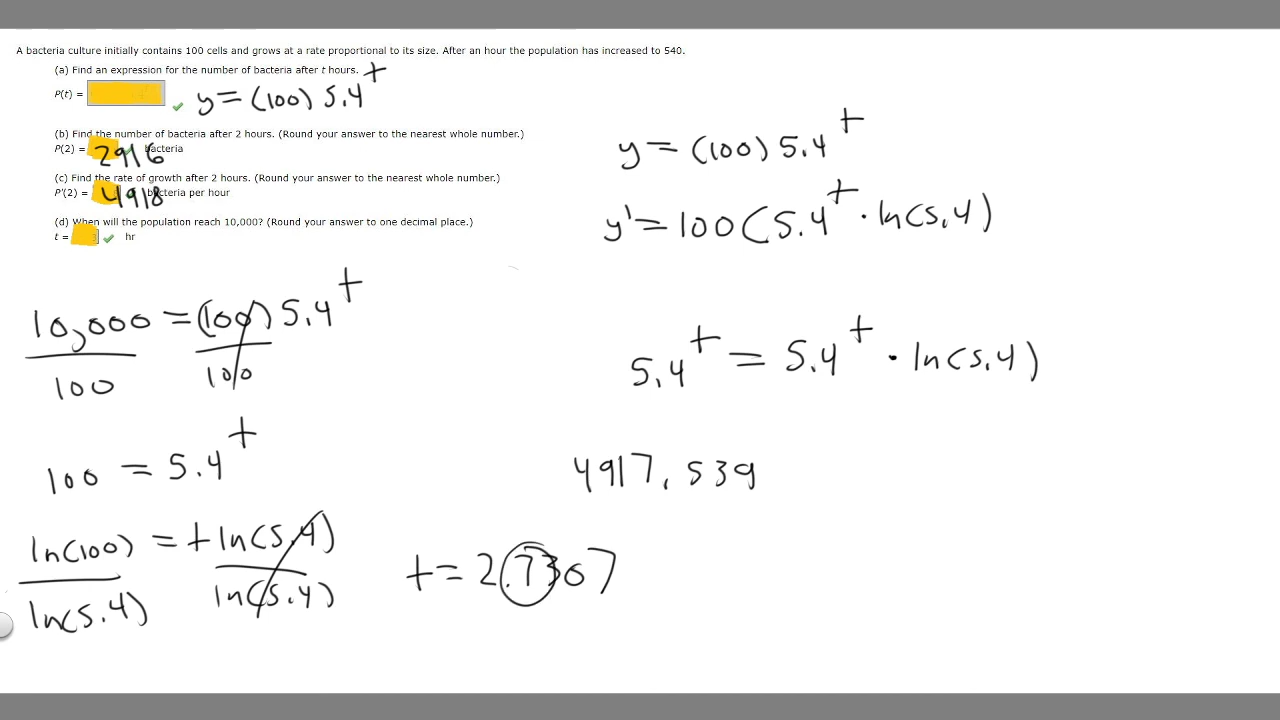 A bacteria culture initially contains 100 cells and grows at a rate proportional to its size. After an hour the population has increased to 540.
(a) Find an expression for the number of bacteria after t hours.
P(t) = y = (100) 5.4^t
(b) Find the number of bacteria after 2 hours. (Round your answer to the nearest whole number.)
P(2) = 2916 bacteria
(c) Find the rate of growth after 2 hours. (Round your answer to the nearest whole number.)
P'(2) = 4918 bacteria per hour
(d) When will the population reach 10,000? (Round your answer to one decimal place.)
t = hr
10,000 = (100) 5.4^t
100 100
100 = 5.4^t
ln(100) = t ln(5.4)
ln(5.4) ln(5.4)
t = 2.7307
y = (100) 5.4^t
y' = 100 (5.4^t · ln(5.4)
5.4^t = 5.4^t · ln(5.4)
4917.539